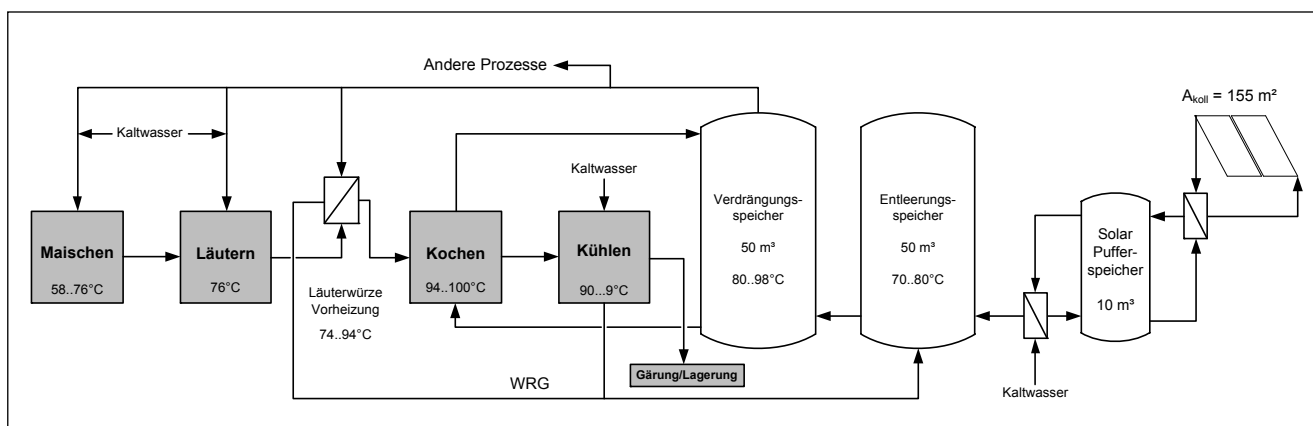 Andere Prozesse
Kaltwasser
Maischen
58..76°C
Läutern
76°C
Läuterwürze
Vorheizung
74..94°C
Kochen
94..100°C
Kaltwasser
Kühlen
90...9°C
WRG
Gärung/Lagerung
Verdrängungs-
speicher
50 m³
80..98°C
Entleerungs-
speicher
50 m³
70..80°C
Kaltwasser
Solar
Puffer-
speicher
10 m³
Akoll = 155 m²